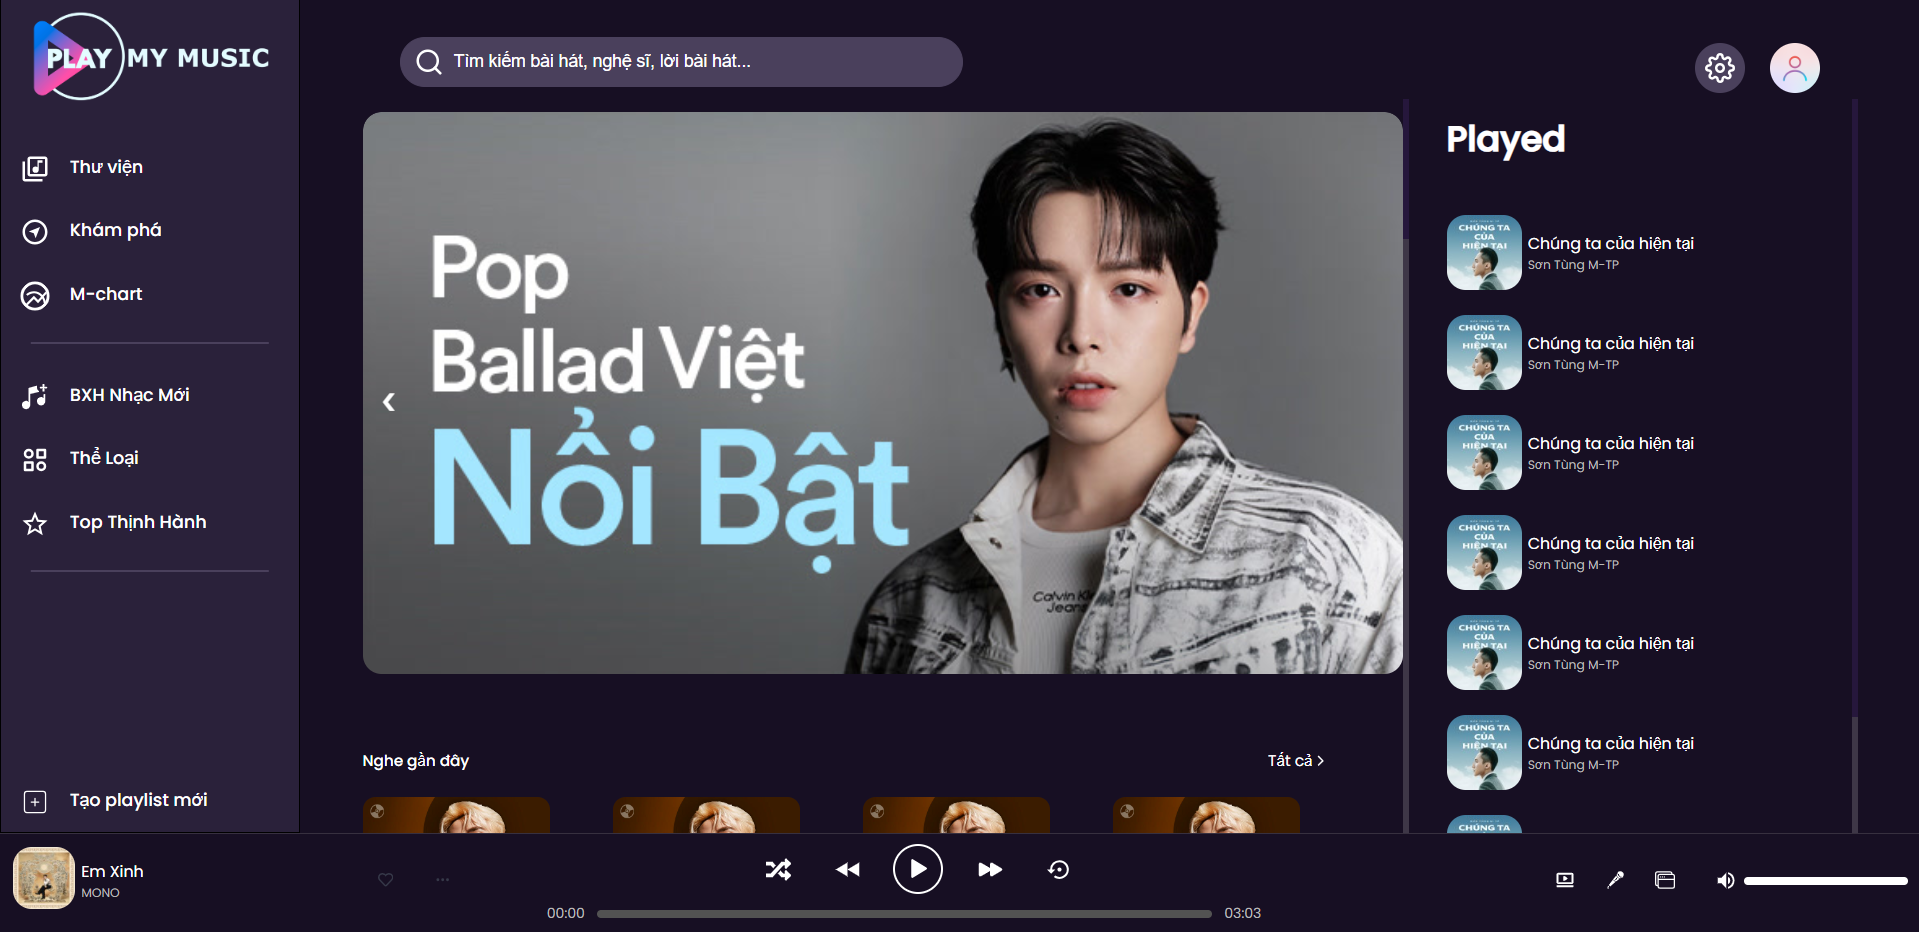 PLAY MY MUSIC
Tìm kiếm bài hát, nghệ sĩ, lời bài hát...
Thư viện
Khám phá
M-chart
BXH Nhạc Mới
Thể Loại
Top Thịnh Hành
Tạo playlist mới
Pop
Ballad Việt
Nổi Bật
Calvin Kl
Jeans
Nghe gần đây
Tất cả
Played
CHÚNG TA
CỦA
HIỆN TẠI
Chúng ta của hiện tại
Sơn Tùng M-TP
CHÚNG TA
CỦA
HIỆN TẠI
Chúng ta của hiện tại
Sơn Tùng M-TP
CHÚNG TA
CỦA
HIỆN TẠI
Chúng ta của hiện tại
Sơn Tùng M-TP
CHÚNG TA
CỦA
HIỆN TẠI
Chúng ta của hiện tại
Sơn Tùng M-TP
CHÚNG TA
CỦA
HIỆN TẠI
Chúng ta của hiện tại
Sơn Tùng M-TP
CHÚNG TA
CỦA
HIỆN TẠI
Chúng ta của hiện tại
Sơn Tùng M-TP
CHÚNG TA
Em Xinh
MONO
00:00
03:03